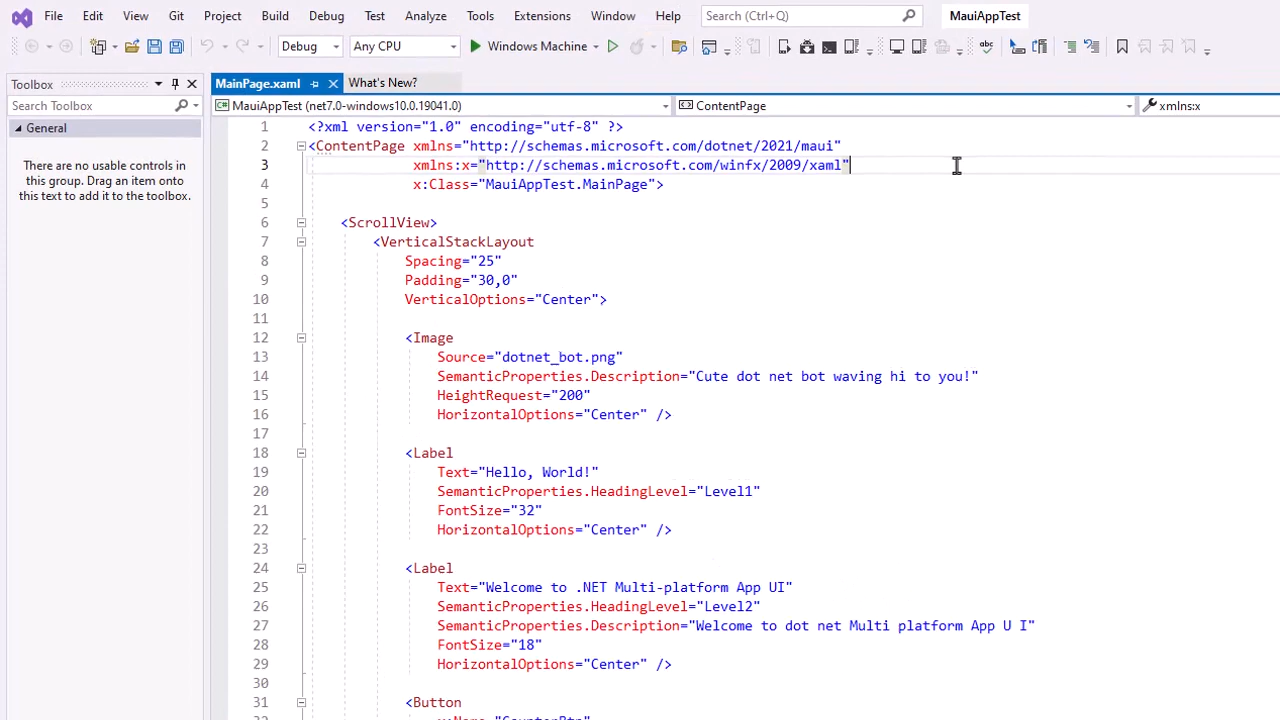 File Edit View Git Project Build Debug Test Analyze Tools Extensions Window Help Search (Ctrl+Q) MauiAppTest
Debug Any CPU Windows Machine abc
Toolbox
Search Toolbox
General
There are no usable controls in
this group. Drag an item onto
this text to add it to the
toolbox.
MainPage.xaml What's New?
MauiAppTest (net7.0-windows10.0.19041.0) ContentPage xmlns:x
1 <?xml version="1.0" encoding="utf-8" ?>
2 <ContentPage xmlns="http://schemas.microsoft.com/dotnet/2021/maui"
3 xmlns:x="http://schemas.microsoft.com/winfx/2009/xaml"
4 x:Class="MauiAppTest.MainPage">
5
6 <ScrollView>
7 <VerticalStackLayout
8 Spacing="25"
9 Padding="30,0"
10 VerticalOptions="Center">
11
12 <Image
13 Source="dotnet_bot.png"
14 SemanticProperties.Description="Cute dot net bot waving hi to you!"
15 HeightRequest="200"
16 HorizontalOptions="Center" />
17
18 <Label
19 Text="Hello, World!"
20 SemanticProperties.HeadingLevel="Level1"
21 FontSize="32"
22 HorizontalOptions="Center" />
23
24 <Label
25 Text="Welcome to .NET Multi-platform App UI"
26 SemanticProperties.HeadingLevel="Level2"
27 SemanticProperties.Description="Welcome to dot net Multi platform App U I"
28 FontSize="18"
29 HorizontalOptions="Center" />
30
31 <Button